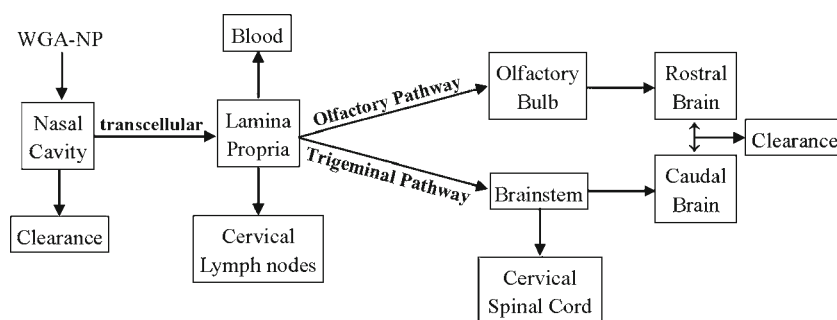 WGA-NP
Nasal
Cavity
Clearance
transcellular
Blood
Lamina
Propria
Cervical
Lymph nodes
Olfactory Pathway
Trigeminal Pathway
Olfactory
Bulb
Brainstem
Cervical
Spinal Cord
Rostral
Brain
Caudal
Brain
Clearance